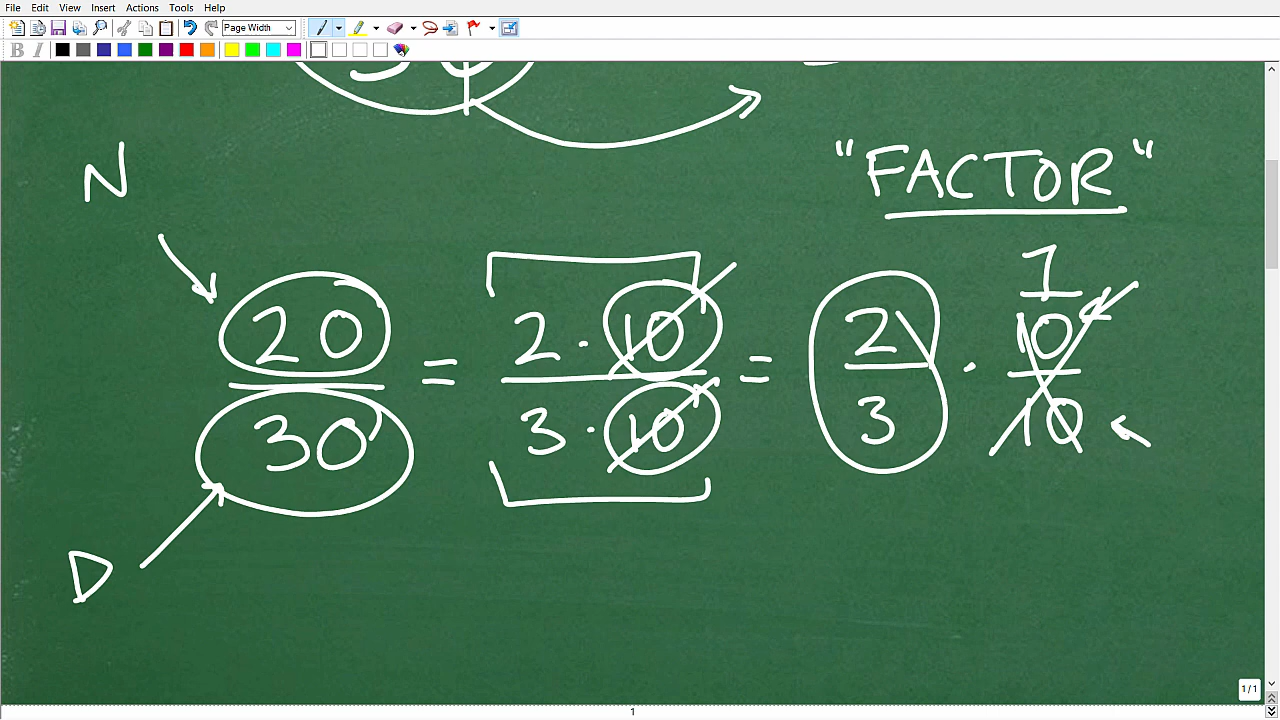 File Edit View Insert Actions Tools Help
Page Width
B I
"FACTOR"
N
1
20 = 2 · 10 = 2 · 10
30 3 · 10 3 10
D
1/1
1